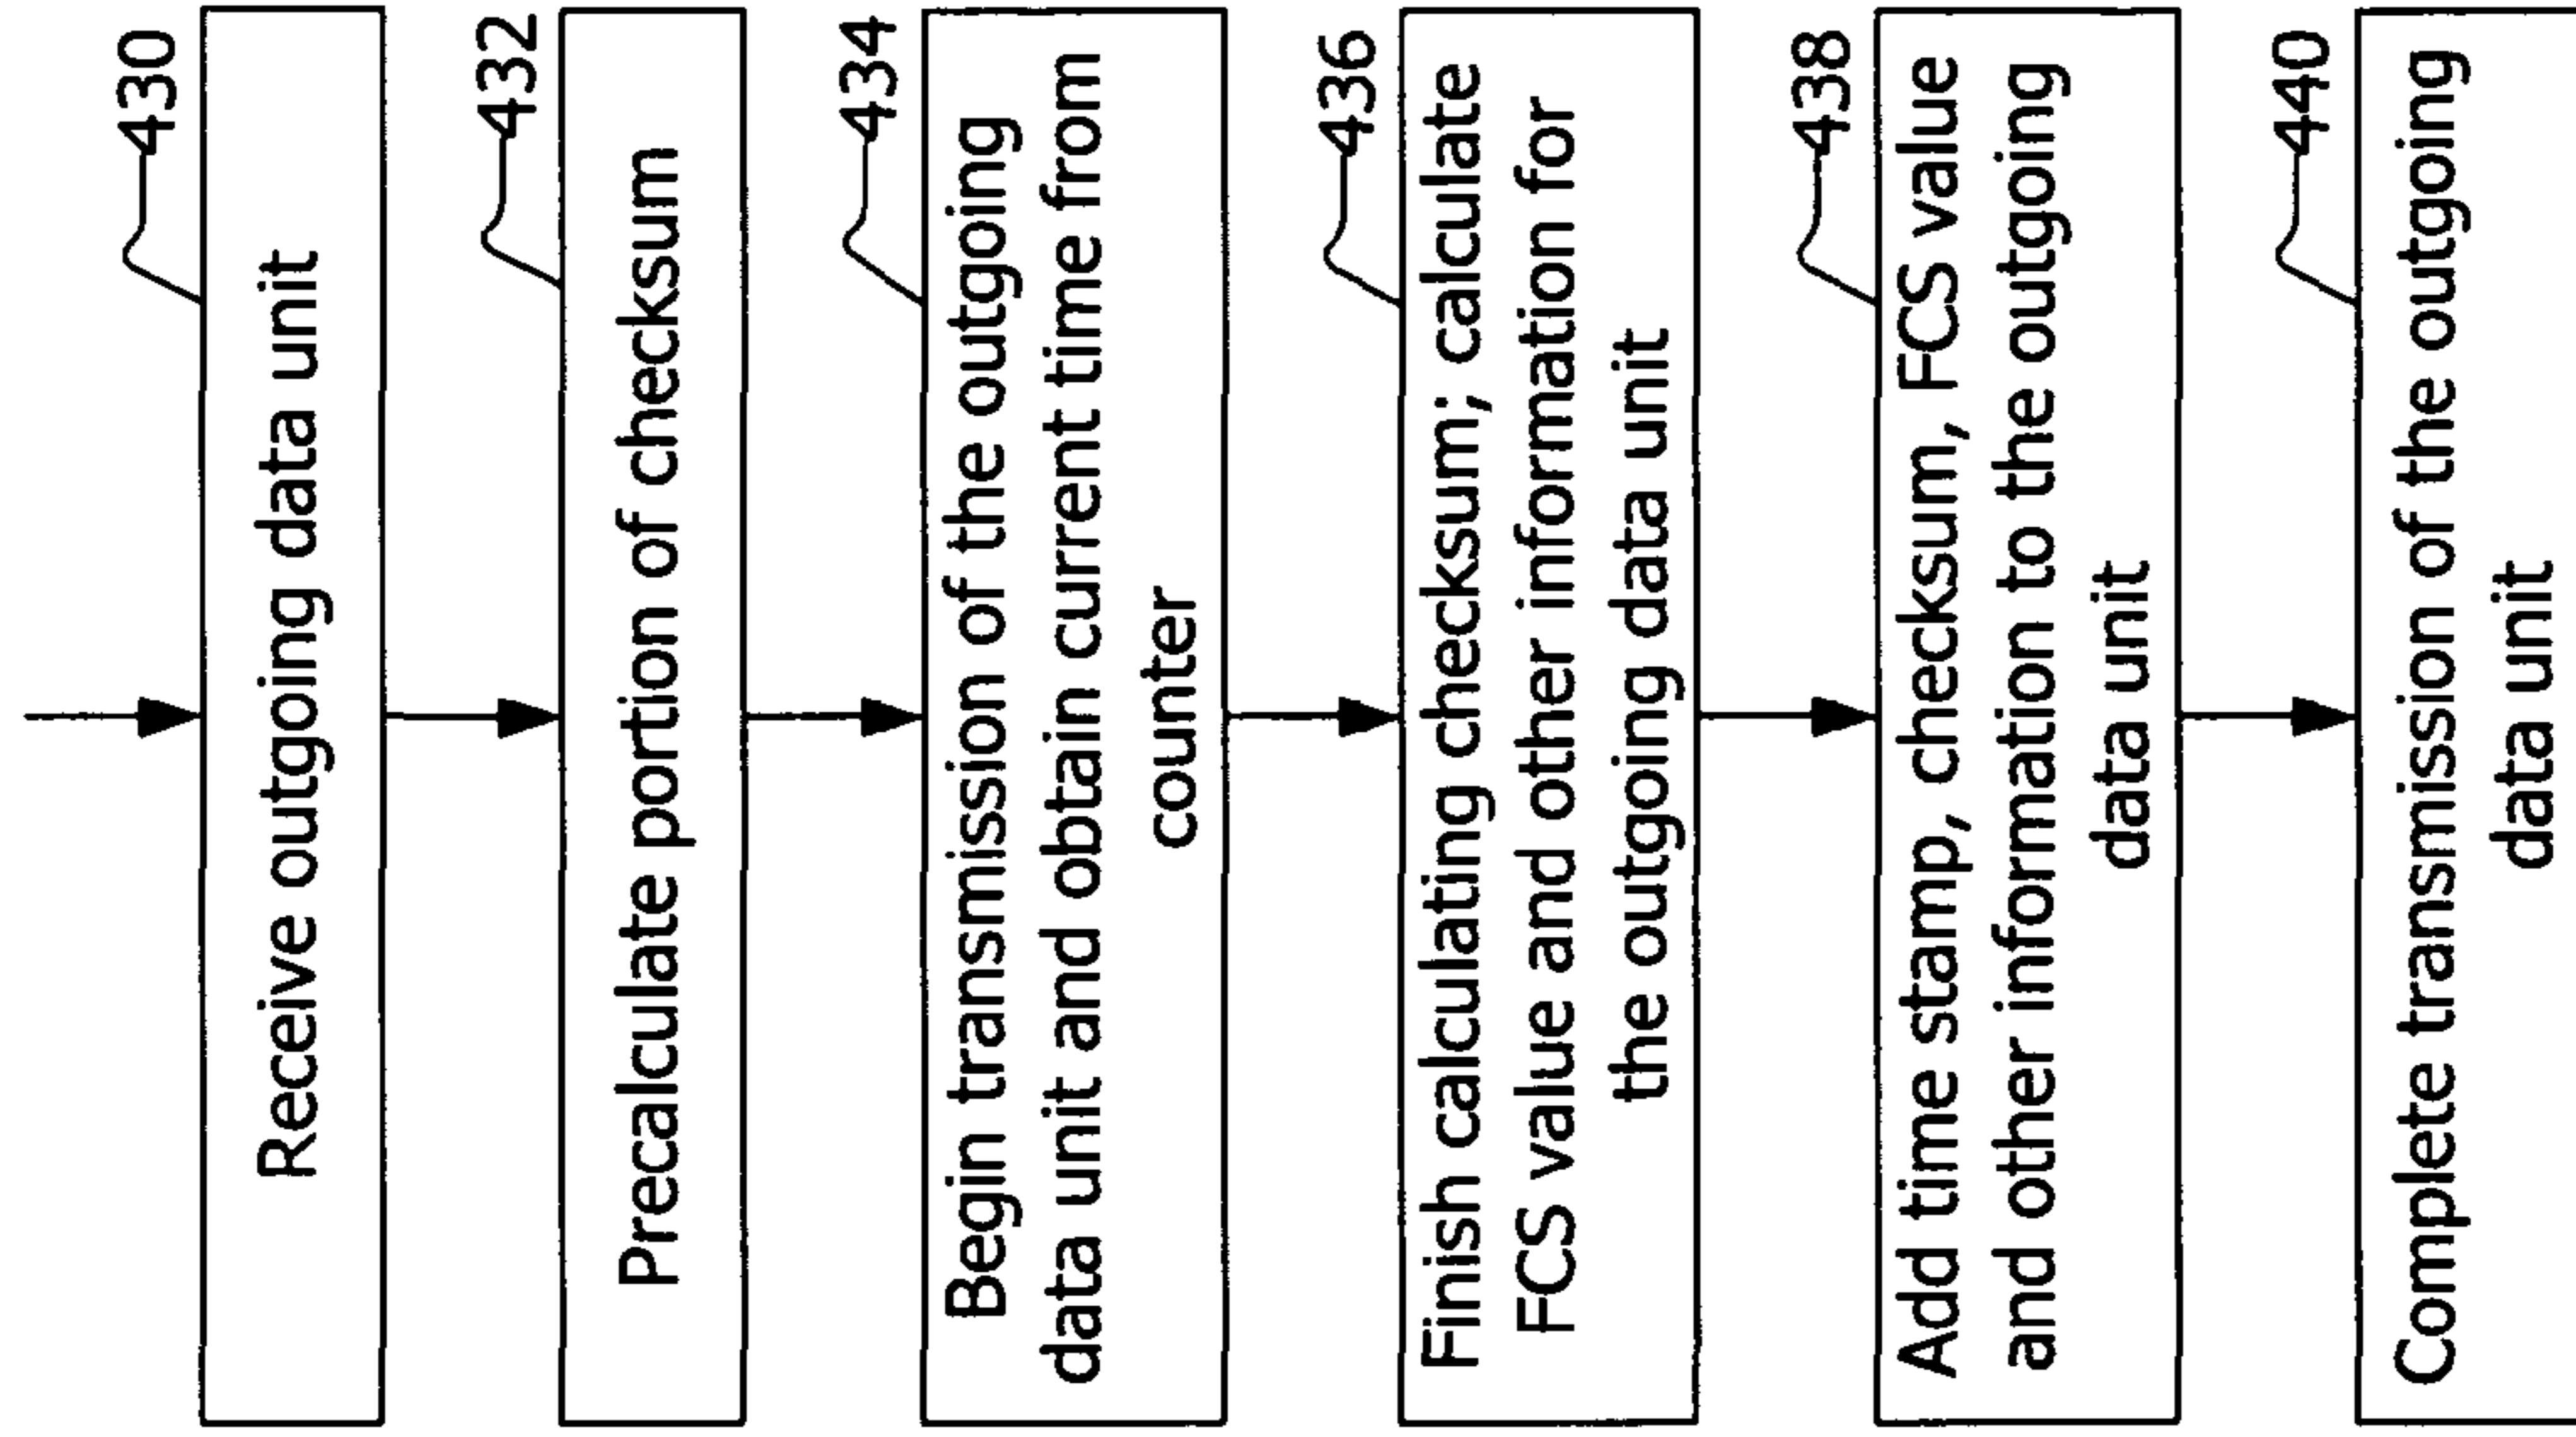 430
Receive outgoing data unit
432
Precalculate portion of checksum
434
Begin transmission of the outgoing
data unit and obtain current time from
counter
436
Finish calculating checksum; calculate
FCS value and other information for
the outgoing data unit
438
Add time stamp, checksum, FCS value
and other information to the outgoing
data unit
440
Complete transmission of the outgoing
data unit